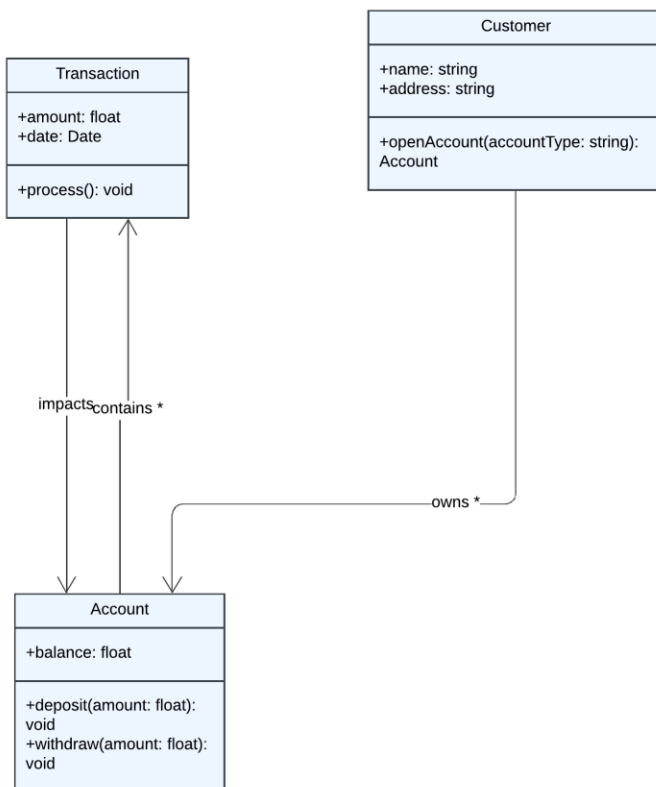 Customer
+name: string
+address: string
+openAccount(accountType: string):
Account
Transaction
+amount: float
+date: Date
+process(): void
impacts
contains *
owns *
Account
+balance: float
+deposit(amount: float):
void
+withdraw(amount: float):
void